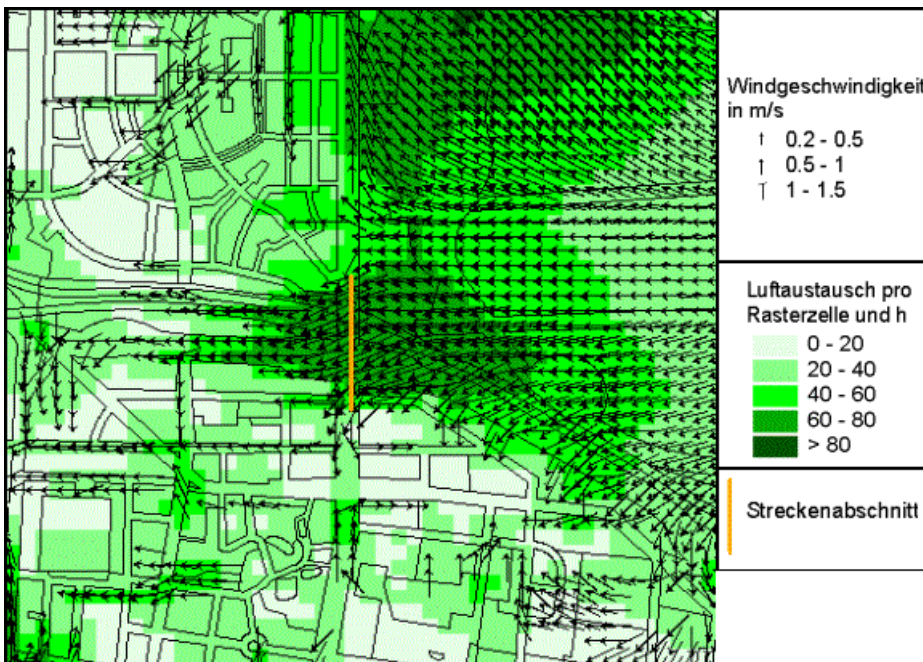 Windgeschwindigkeit
in m/s
0.2 - 0.5
0.5 - 1
1 - 1.5
Luftaustausch pro
Rasterzelle und h
0 - 20
20 - 40
40 - 60
60 - 80
> 80
Streckenabschnitt